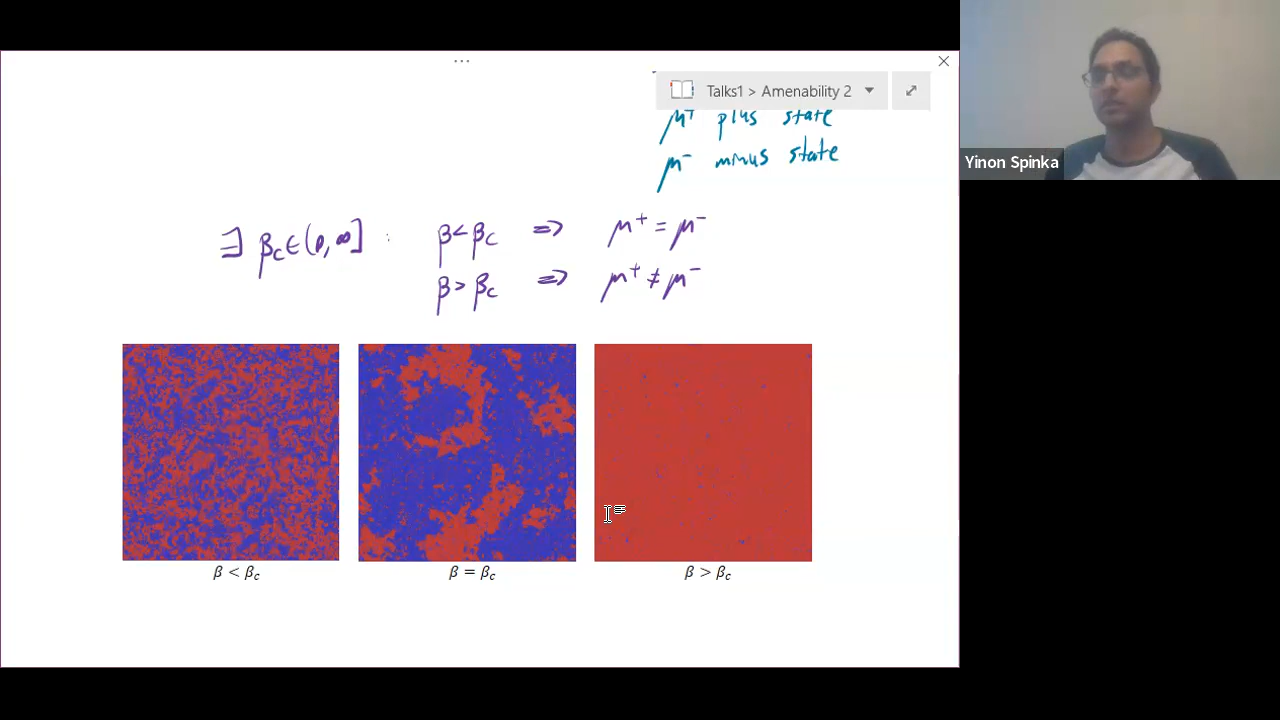 Talks1 > Amenability 2
μ⁺ plus state
μ⁻ minus state
Yinon Spinka
∃ β_c ∈ (0, ∞] : β < β_c ⇒ μ⁺ = μ⁻
β > β_c ⇒ μ⁺ ≠ μ⁻
β < β_c
β = β_c
β > β_c